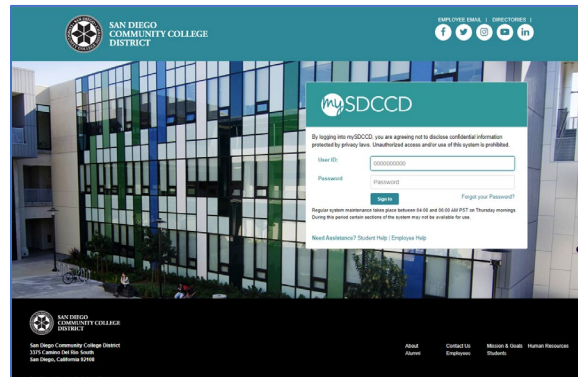 SAN DIEGO
COMMUNITY COLLEGE
DISTRICT
EMPLOYEE EMAIL | DIRECTORIES |
mySDCCD
By logging into mySDCCD, you are agreeing not to disclose confidential information
protected by privacy laws. Unauthorized access and/or use of this system is prohibited.
User ID:
0000000000
Password
Password
Sign In
Forgot your Password?
Regular system maintenance takes place between 04:00 and 06:00 AM PST on Thursday mornings.
During this period certain sections of the system may not be available for use.
Need Assistance? Student Help | Employee Help
SAN DIEGO
COMMUNITY COLLEGE
DISTRICT
San Diego Community College District
3375 Camino Del Rio South
San Diego, California 92108
About Contact Us Mission & Goals Human Resources
Alumni Employees Students